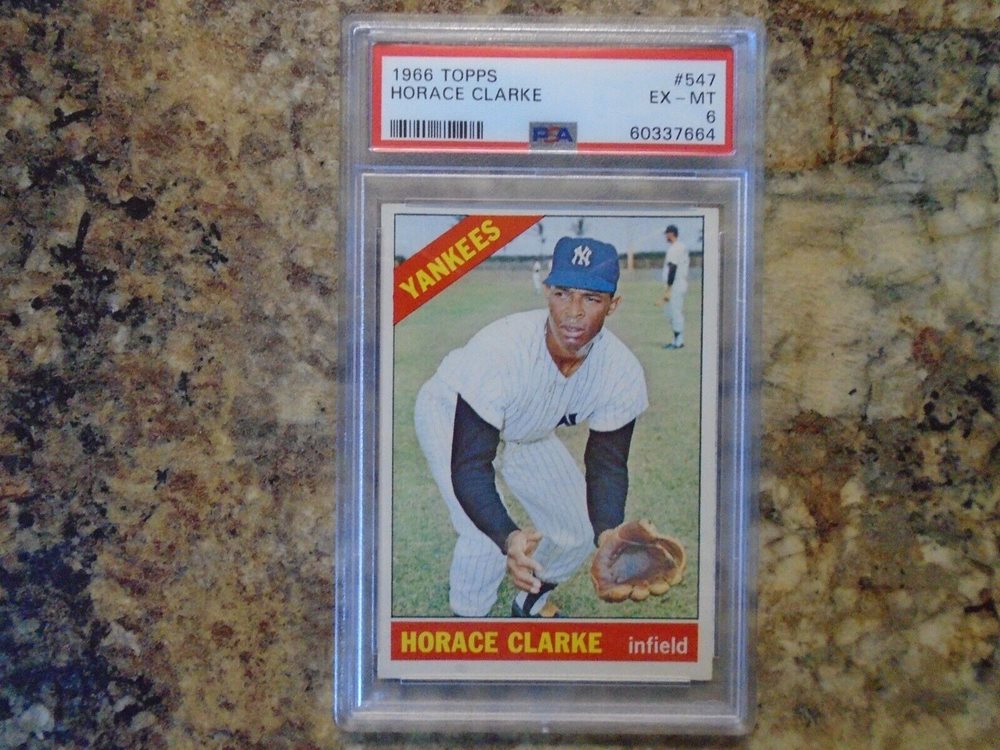 1966 TOPPS #547
HORACE CLARKE EX - MT
6
PSA 60337664
YANKEES
NY
HORACE CLARKE infield